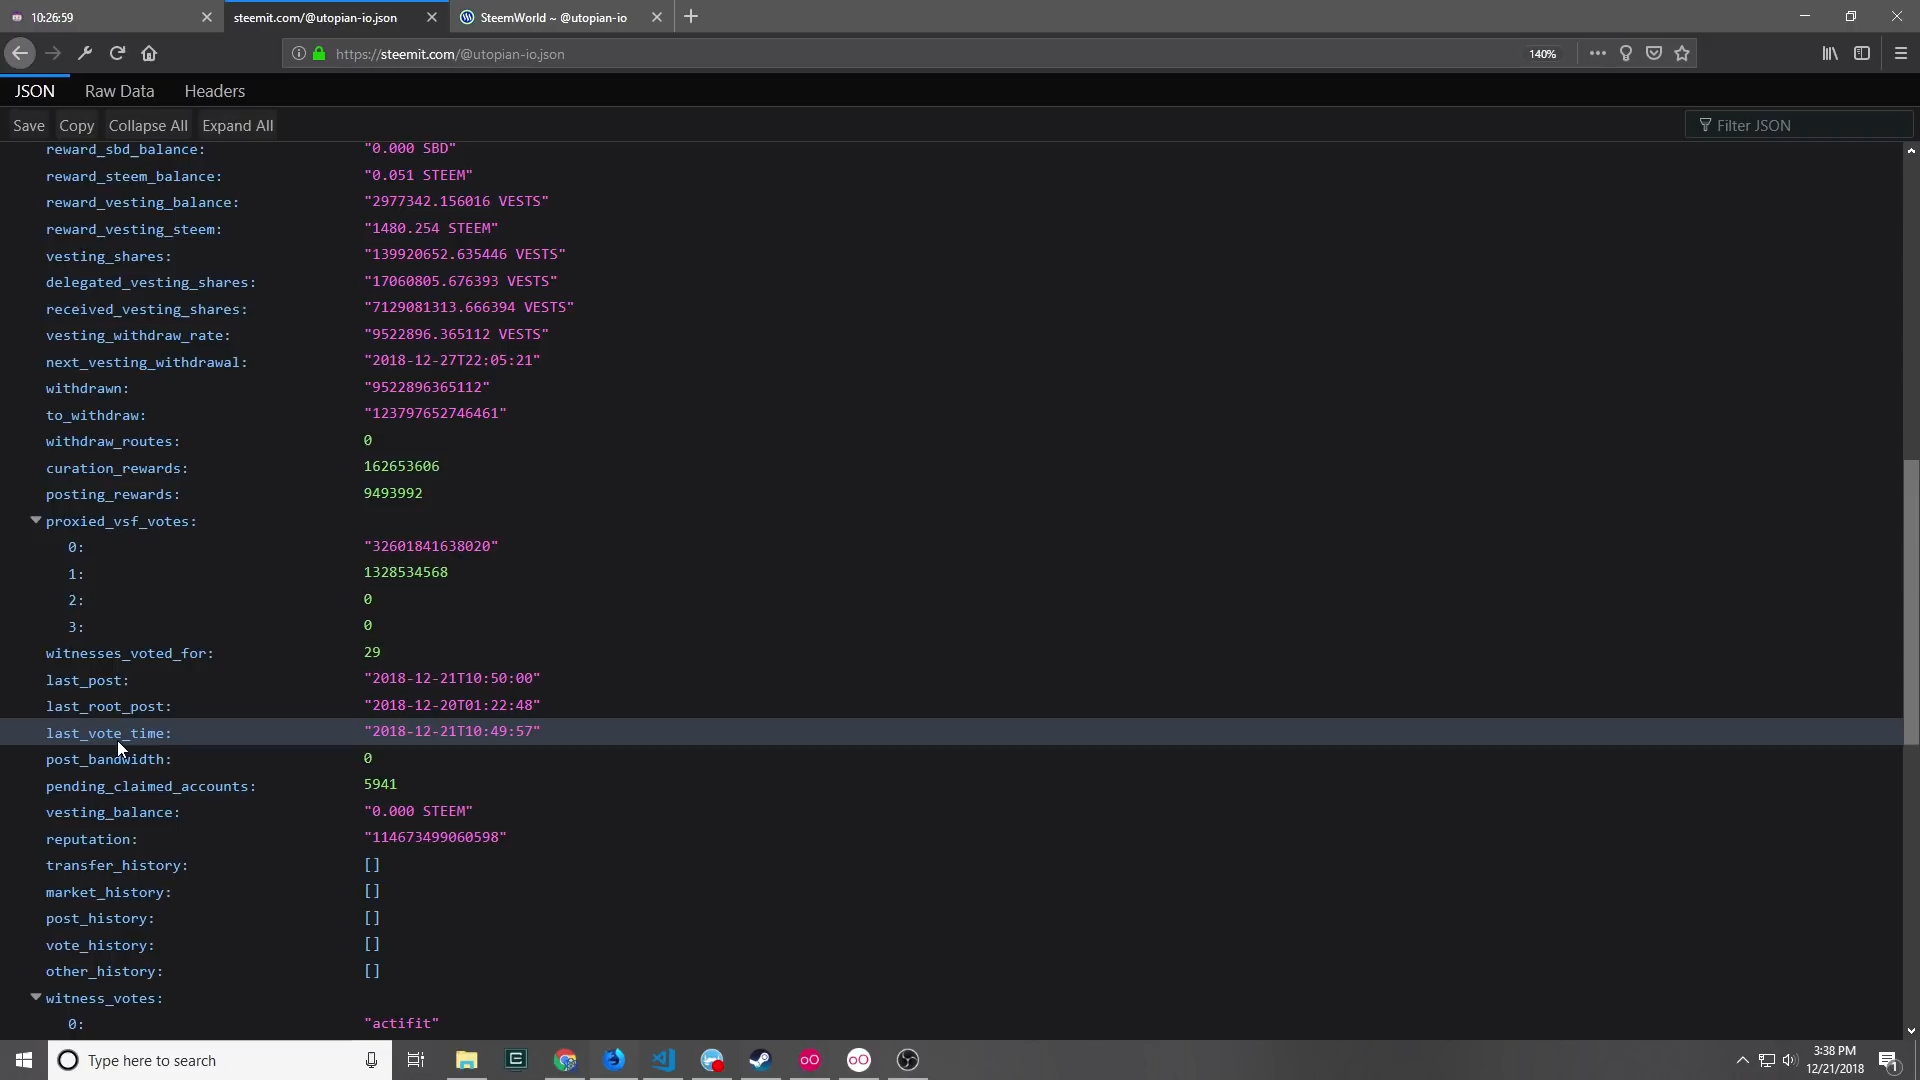 10:26:59
steemit.com/@utopian-io.json
SteemWorld ~ @utopian-io
https://steemit.com/@utopian-io.json
140%
JSON Raw Data Headers
Save Copy Collapse All Expand All
Filter JSON
reward_sbd_balance: "0.000 SBD"
reward_steem_balance: "0.051 STEEM"
reward_vesting_balance: "2977342.156016 VESTS"
reward_vesting_steem: "1480.254 STEEM"
vesting_shares: "139920652.635446 VESTS"
delegated_vesting_shares: "17060805.676393 VESTS"
received_vesting_shares: "7129081313.666394 VESTS"
vesting_withdraw_rate: "9522896.365112 VESTS"
next_vesting_withdrawal: "2018-12-27T22:05:21"
withdrawn: "9522896365112"
to_withdraw: "123797652746461"
withdraw_routes: 0
curation_rewards: 162653606
posting_rewards: 9493992
proxied_vsf_votes:
0: "32601841638020"
1: 1328534568
2: 0
3: 0
witnesses_voted_for: 29
last_post: "2018-12-21T10:50:00"
last_root_post: "2018-12-20T01:22:48"
last_vote_time: "2018-12-21T10:49:57"
post_bandwidth: 0
pending_claimed_accounts: 5941
vesting_balance: "0.000 STEEM"
reputation: "114673499060598"
transfer_history: []
market_history: []
post_history: []
vote_history: []
other_history: []
witness_votes:
0: "actifit"
Type here to search
3:38 PM
12/21/2018
1